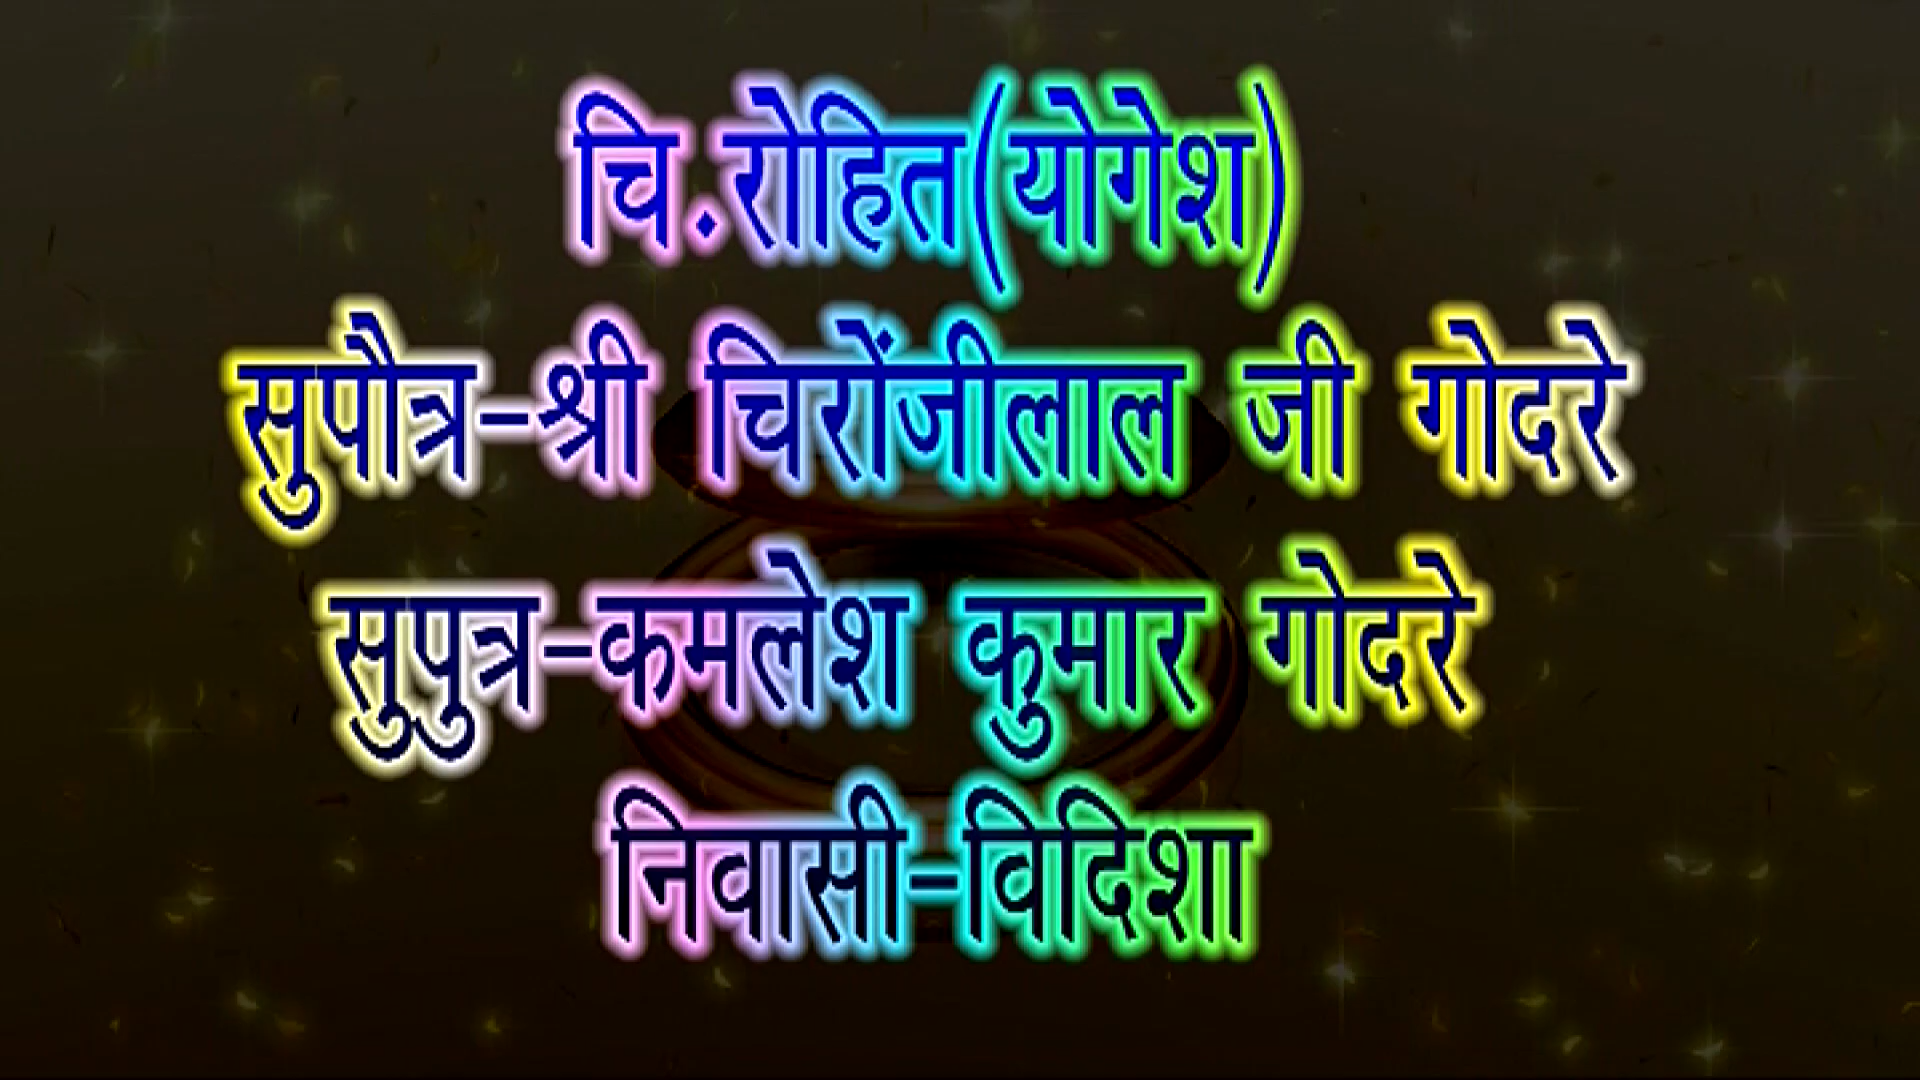 चि.रोहित(योगेश)
सुपौत्र-श्री चिरोंजीलाल जी गोदरे
सुपुत्र-कमलेश कुमार गोदरे
निवासी-विदिशा